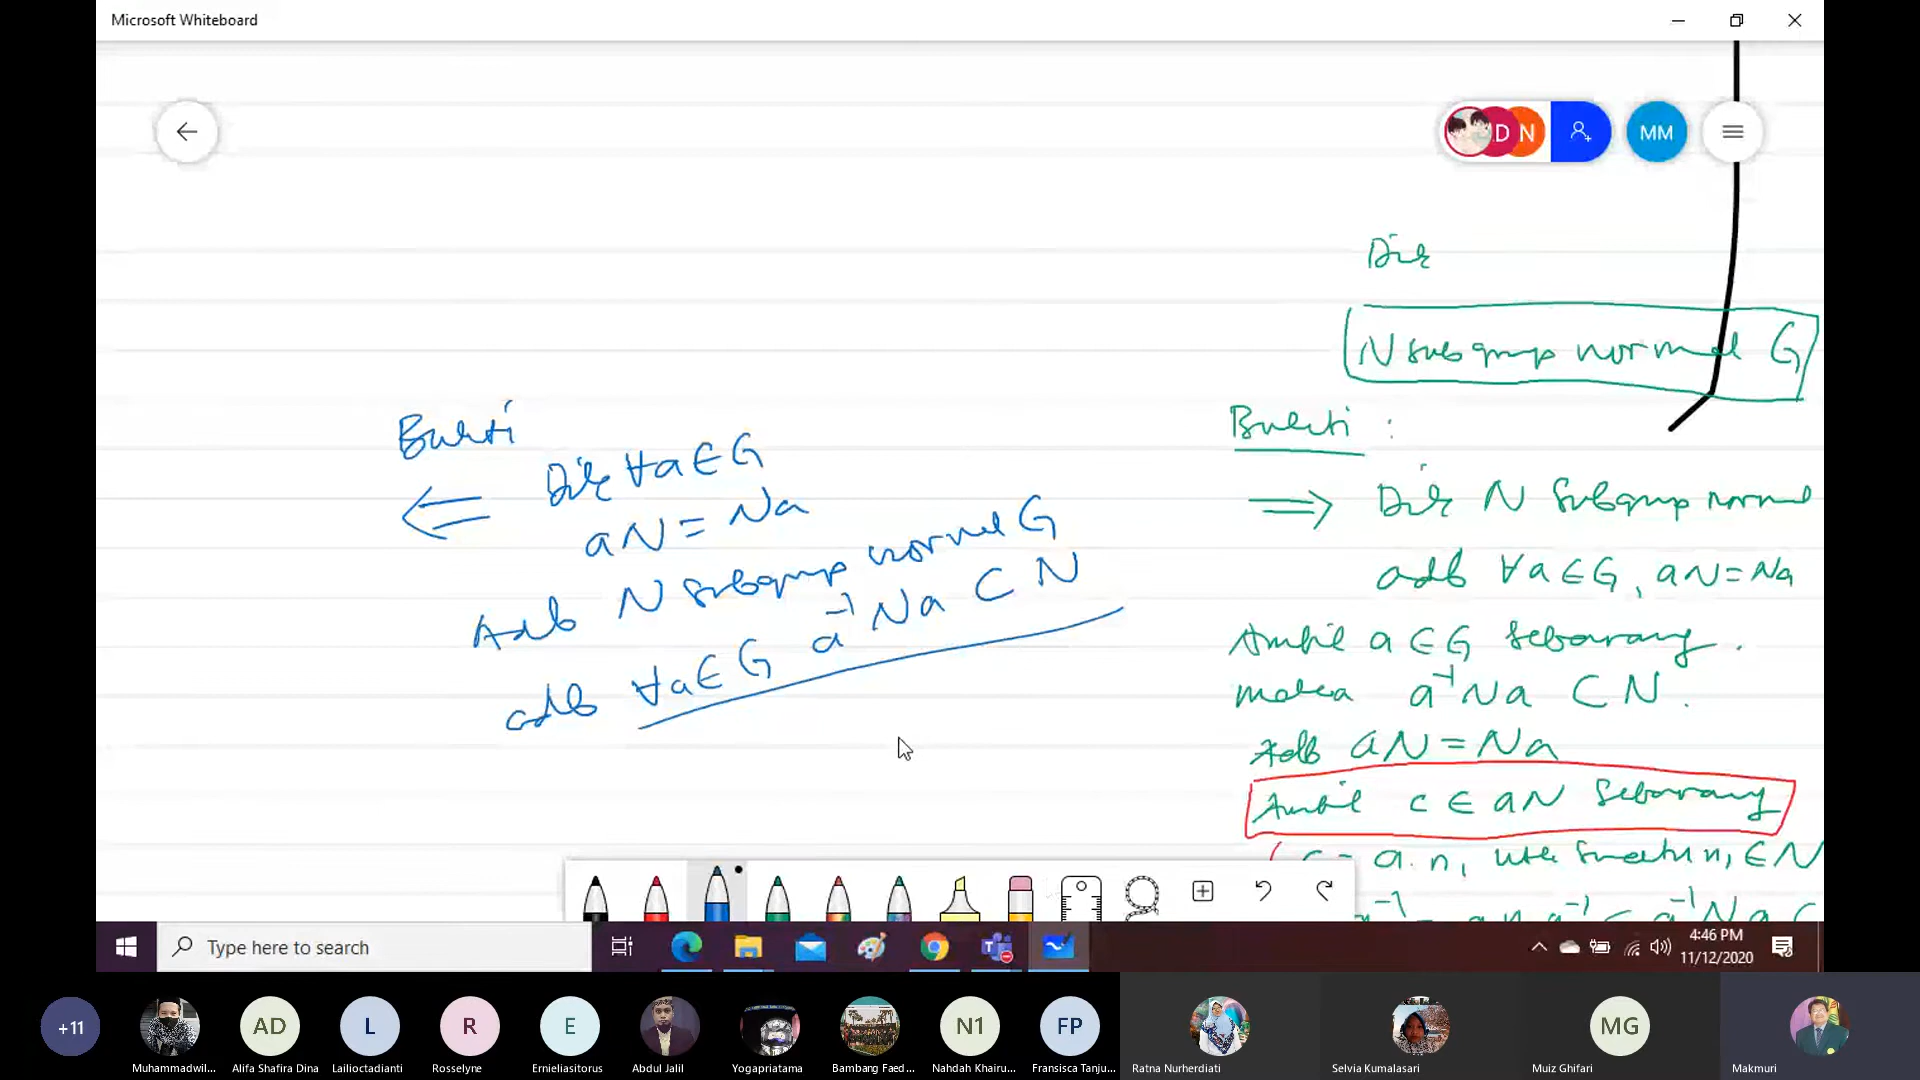 Microsoft Whiteboard
D N
MM
Dik
N subgrup normal G
Bukti
Dik ∀a∈G
⇐
aN = Na
Adb N subgrup normal G
adb ∀a∈G a⁻¹Na ⊂ N
Bukti :
⇒ Dik N subgrup normal
adb ∀a∈G, aN=Na
Ambil a∈G sebarang.
maka a⁻¹Na ⊂ N.
Adb aN = Na
Ambil c ∈ aN sebarang
c = a.n, utk suatu n, ∈N
Type here to search
4:46 PM
11/12/2020
+11
AD
L
R
E
N1
FP
MG
Muhammadwil...
Alifa Shafira Dina
Lailioctadianti
Rosselyne
Ernieliasitorus
Abdul Jalil
Yogapriatama
Bambang Faed...
Nahdah Khairu...
Fransisca Tanju...
Ratna Nurherdiati
Selvia Kumalasari
Muiz Ghifari
Makmuri